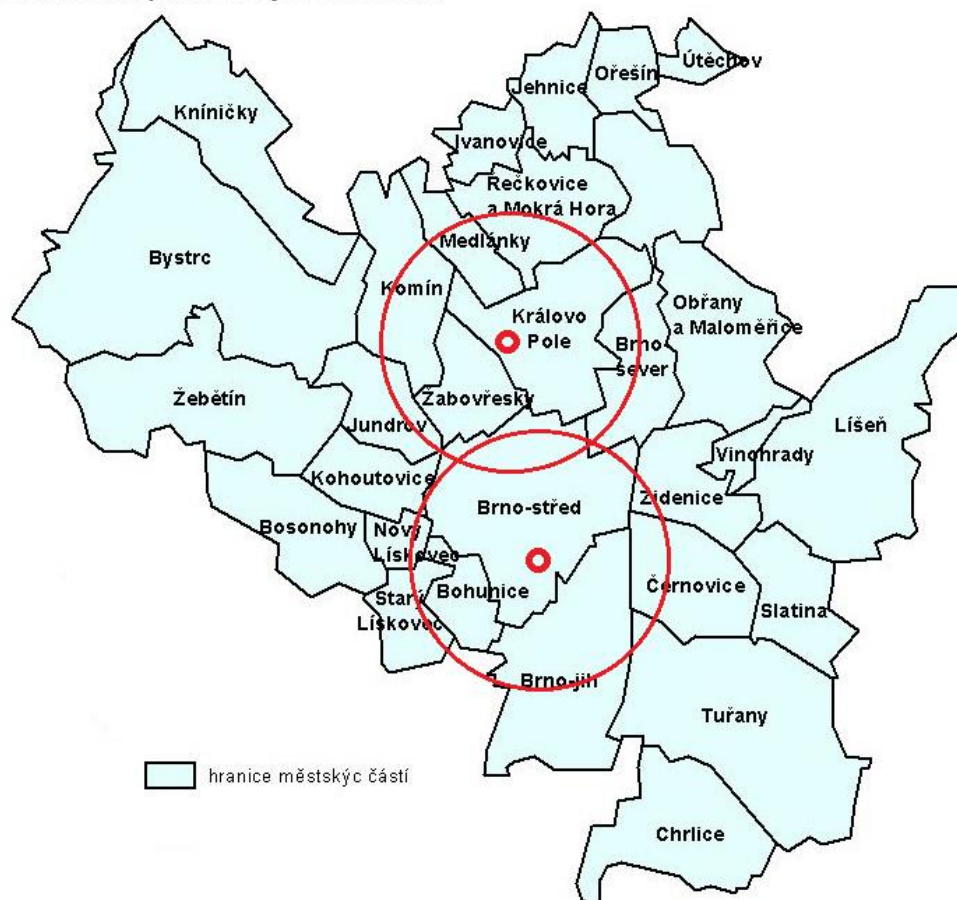 Útěchov
Ořešín
Jehnice
Kníničky
Ivanovice
Řečkovice
a Mokrá Hora
Medlánky
Bystrc
Komín
Obřany
a Maloměřice
Královo
Pole
Brno
sever
Žebětín
Žabovřesky
Jundrov
Líšeň
Vinohrady
Kohoutovice
Židenice
Brno-střed
Bosonohy
Nový
Lískovec
Černovice
Bohunice
Starý
Lískovec
Slatina
Brno-jih
Tuřany
hranice městskýc částí
Chrlice